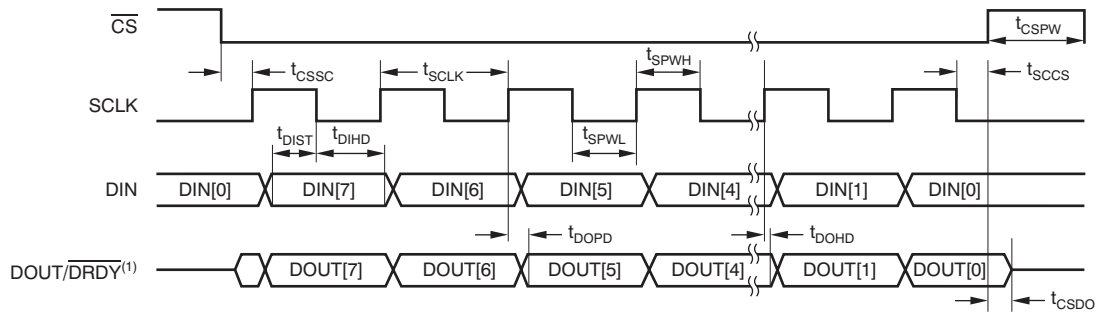 CS
tCSPW
tCSSC
tSCLK
tSPWH
tSCCS
SCLK
tDIST
tDIHD
tSPWL
DIN
DIN[0]
DIN[7]
DIN[6]
DIN[5]
DIN[4]
DIN[1]
DIN[0]
tDOPD
tDOHD
DOUT/DRDY(1)
DOUT[7]
DOUT[6]
DOUT[5]
DOUT[4]
DOUT[1]
DOUT[0]
tCSDO